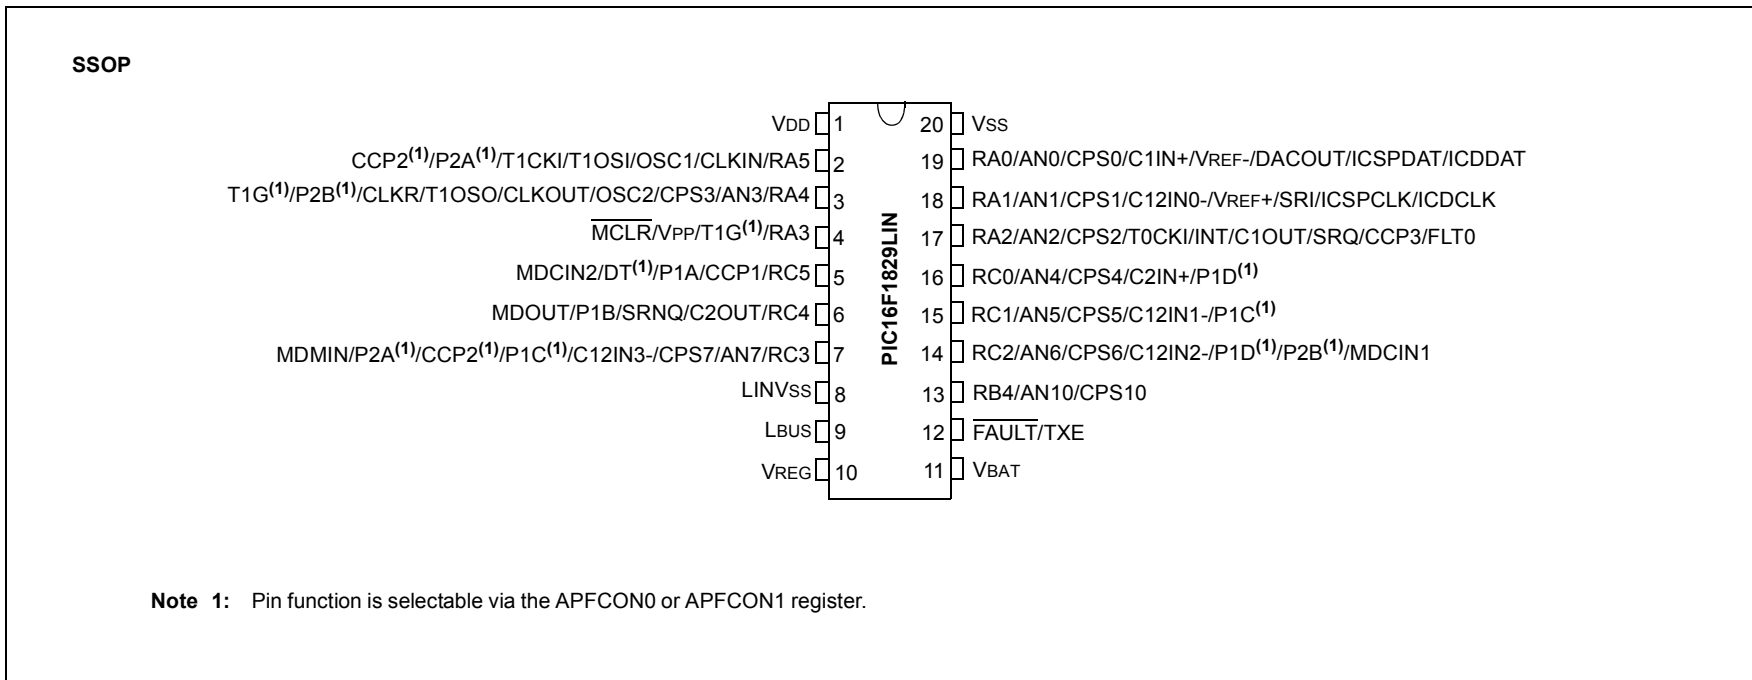 SSOP
VDD 1 20 VSS
CCP2(1)/P2A(1)/T1CKI/T1OSI/OSC1/CLKIN/RA5 2 19 RA0/AN0/CPS0/C1IN+/VREF-/DACOUT/ICSPDAT/ICDDAT
T1G(1)/P2B(1)/CLKR/T1OSO/CLKOUT/OSC2/CPS3/AN3/RA4 3 18 RA1/AN1/CPS1/C12IN0-/VREF+/SRI/ICSPCLK/ICDCLK
MCLR/VPP/T1G(1)/RA3 4 17 RA2/AN2/CPS2/T0CKI/INT/C1OUT/SRQ/CCP3/FLT0
MDCIN2/DT(1)/P1A/CCP1/RC5 5 16 RC0/AN4/CPS4/C2IN+/P1D(1)
MDOUT/P1B/SRNQ/C2OUT/RC4 6 15 RC1/AN5/CPS5/C12IN1-/P1C(1)
MDMIN/P2A(1)/CCP2(1)/P1C(1)/C12IN3-/CPS7/AN7/RC3 7 14 RC2/AN6/CPS6/C12IN2-/P1D(1)/P2B(1)/MDCIN1
LINVSS 8 13 RB4/AN10/CPS10
LBUS 9 12 FAULT/TXE
VREG 10 11 VBAT
PIC16F1829LIN
Note 1: Pin function is selectable via the APFCON0 or APFCON1 register.